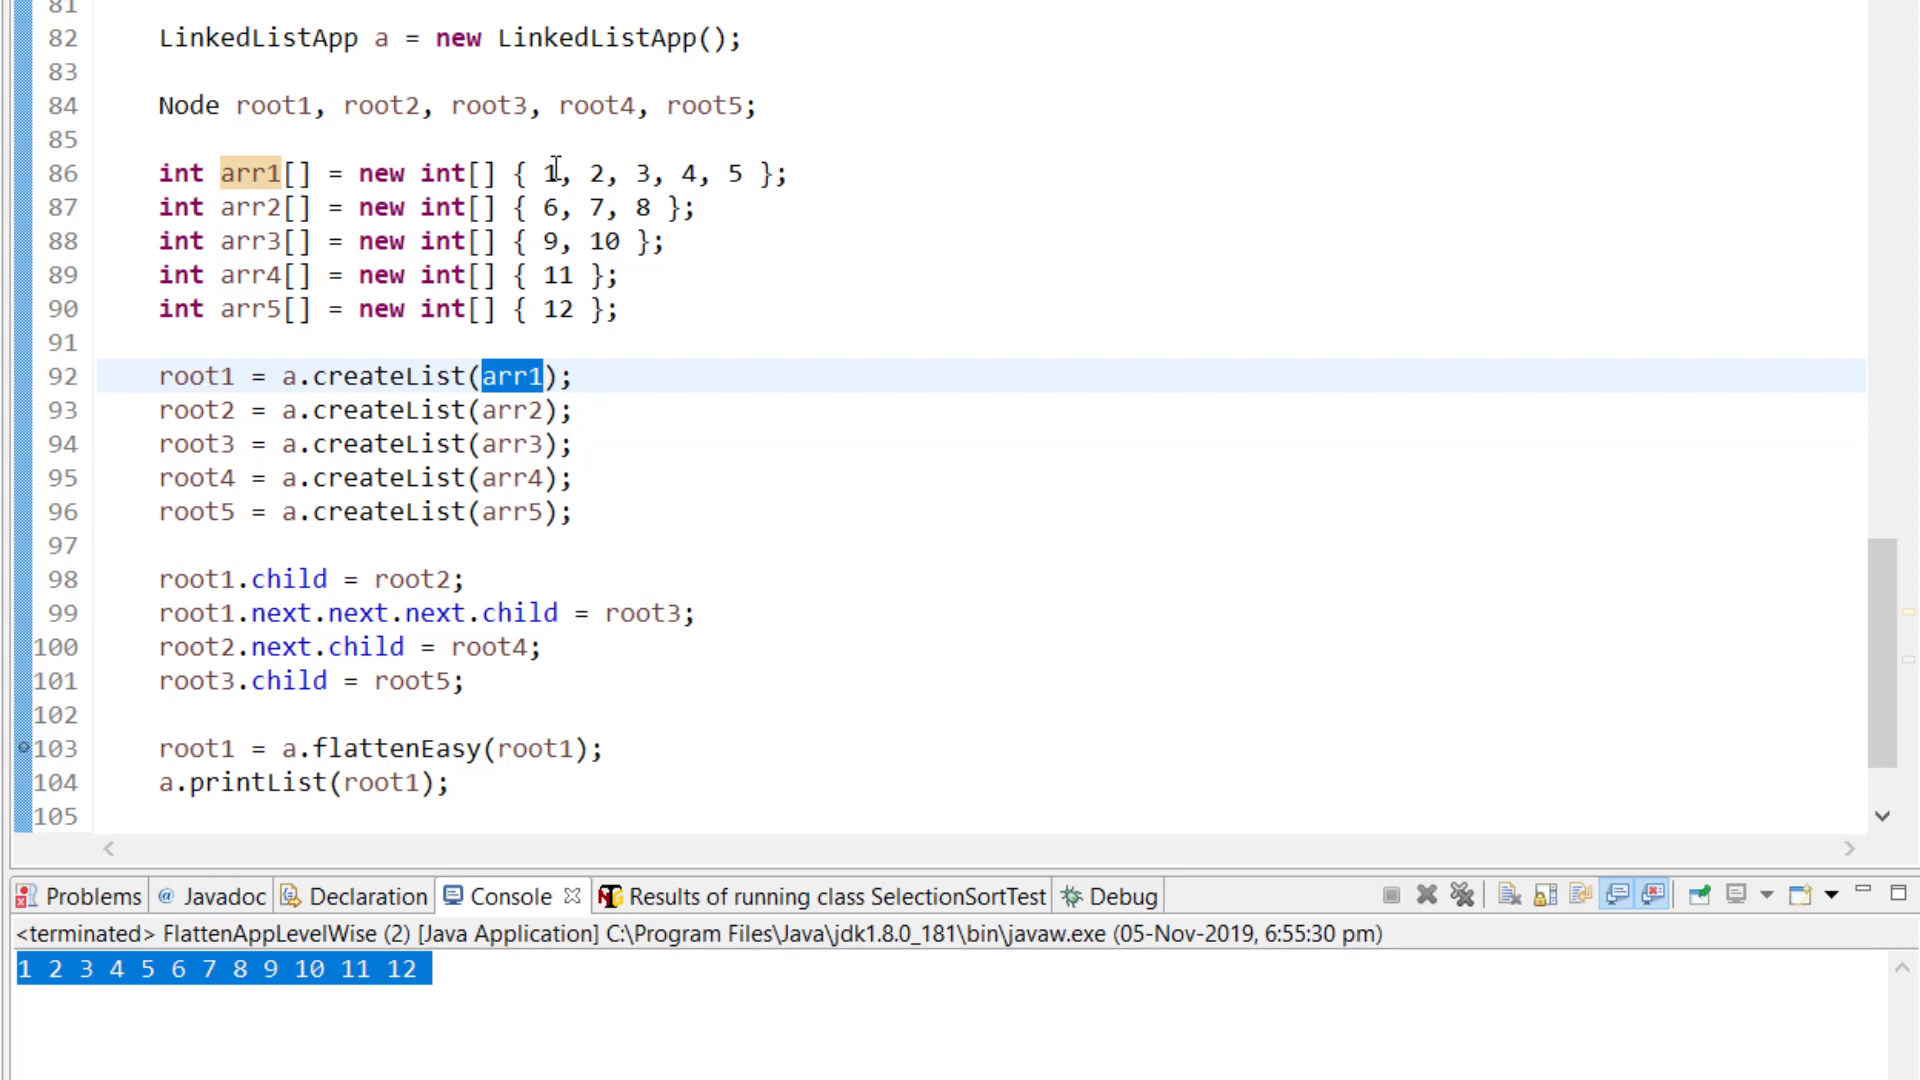 81
82 LinkedListApp a = new LinkedListApp();
83
84 Node root1, root2, root3, root4, root5;
85
86 int arr1[] = new int[] { 1, 2, 3, 4, 5 };
87 int arr2[] = new int[] { 6, 7, 8 };
88 int arr3[] = new int[] { 9, 10 };
89 int arr4[] = new int[] { 11 };
90 int arr5[] = new int[] { 12 };
91
92 root1 = a.createList(arr1);
93 root2 = a.createList(arr2);
94 root3 = a.createList(arr3);
95 root4 = a.createList(arr4);
96 root5 = a.createList(arr5);
97
98 root1.child = root2;
99 root1.next.next.next.child = root3;
100 root2.next.child = root4;
101 root3.child = root5;
102
103 root1 = a.flattenEasy(root1);
104 a.printList(root1);
105
Problems @ Javadoc Declaration Console Results of running class SelectionSortTest Debug
<terminated> FlattenAppLevelWise (2) [Java Application] C:\Program Files\Java\jdk1.8.0_181\bin\javaw.exe (05-Nov-2019, 6:55:30 pm)
1 2 3 4 5 6 7 8 9 10 11 12